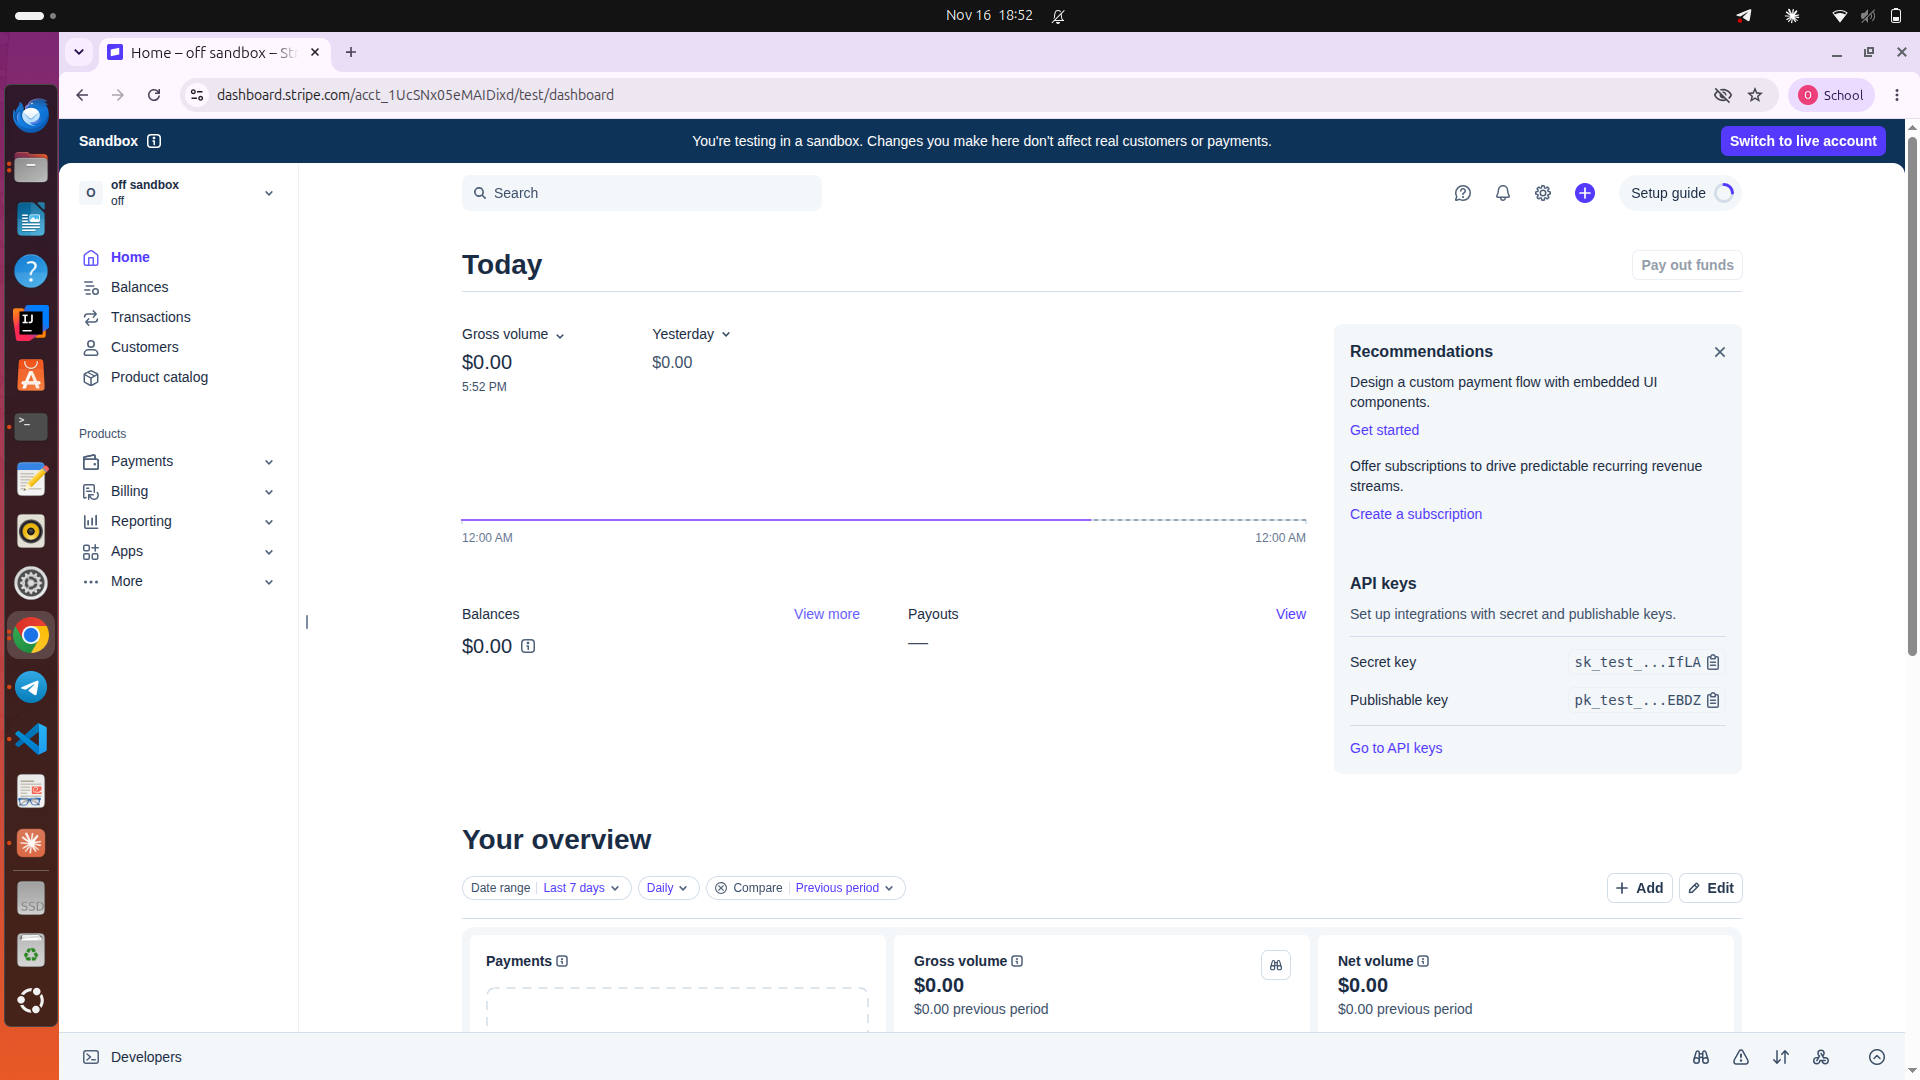 Nov 16 18:52
Home – off sandbox – St
dashboard.stripe.com/acct_1UcSNx05eMAIDixd/test/dashboard
School
Sandbox
You're testing in a sandbox. Changes you make here don't affect real customers or payments.
Switch to live account
O
off sandbox
off
Search
Setup guide
Home
Balances
Transactions
Customers
Product catalog
Products
Payments
Billing
Reporting
Apps
More
Today
Pay out funds
Gross volume
$0.00
5:52 PM
Yesterday
$0.00
12:00 AM
12:00 AM
Balances
View more
$0.00
Payouts
View
—
Recommendations
Design a custom payment flow with embedded UI
components.
Get started
Offer subscriptions to drive predictable recurring revenue
streams.
Create a subscription
API keys
Set up integrations with secret and publishable keys.
Secret key
sk_test_...IfLA
Publishable key
pk_test_...EBDZ
Go to API keys
Your overview
Date range
Last 7 days
Daily
Compare
Previous period
Add
Edit
Payments
Gross volume
$0.00
$0.00 previous period
Net volume
$0.00
$0.00 previous period
Developers
SSD